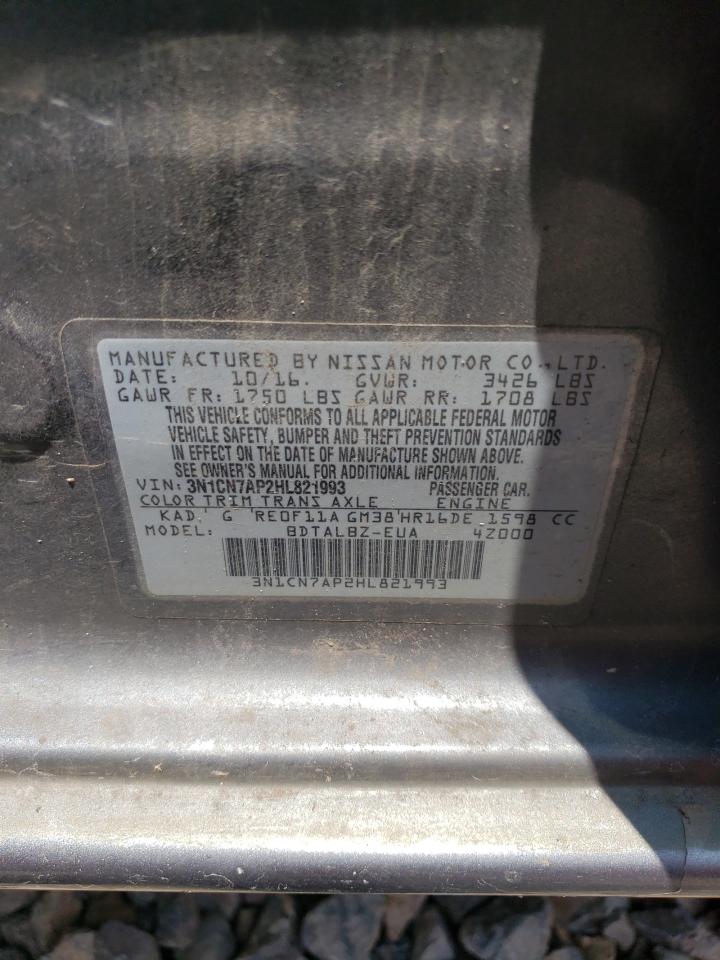 MANUFACTURED BY NISSAN MOTOR CO., LTD.
DATE: 10/16. GVWR: 3426 LBS
GAWR FR: 1750 LBS GAWR RR: 1708 LBS
THIS VEHICLE CONFORMS TO ALL APPLICABLE FEDERAL MOTOR
VEHICLE SAFETY, BUMPER AND THEFT PREVENTION STANDARDS
IN EFFECT ON THE DATE OF MANUFACTURE SHOWN ABOVE.
SEE OWNER'S MANUAL FOR ADDITIONAL INFORMATION.
VIN: 3N1CN7AP2HL821993 PASSENGER CAR.
COLOR TRIM TRANS AXLE ENGINE
KAD G RE0F11A GM38 HR16DE 1598 CC
MODEL: BDTALBZ-EUA 4Z000
3N1CN7AP2HL821993